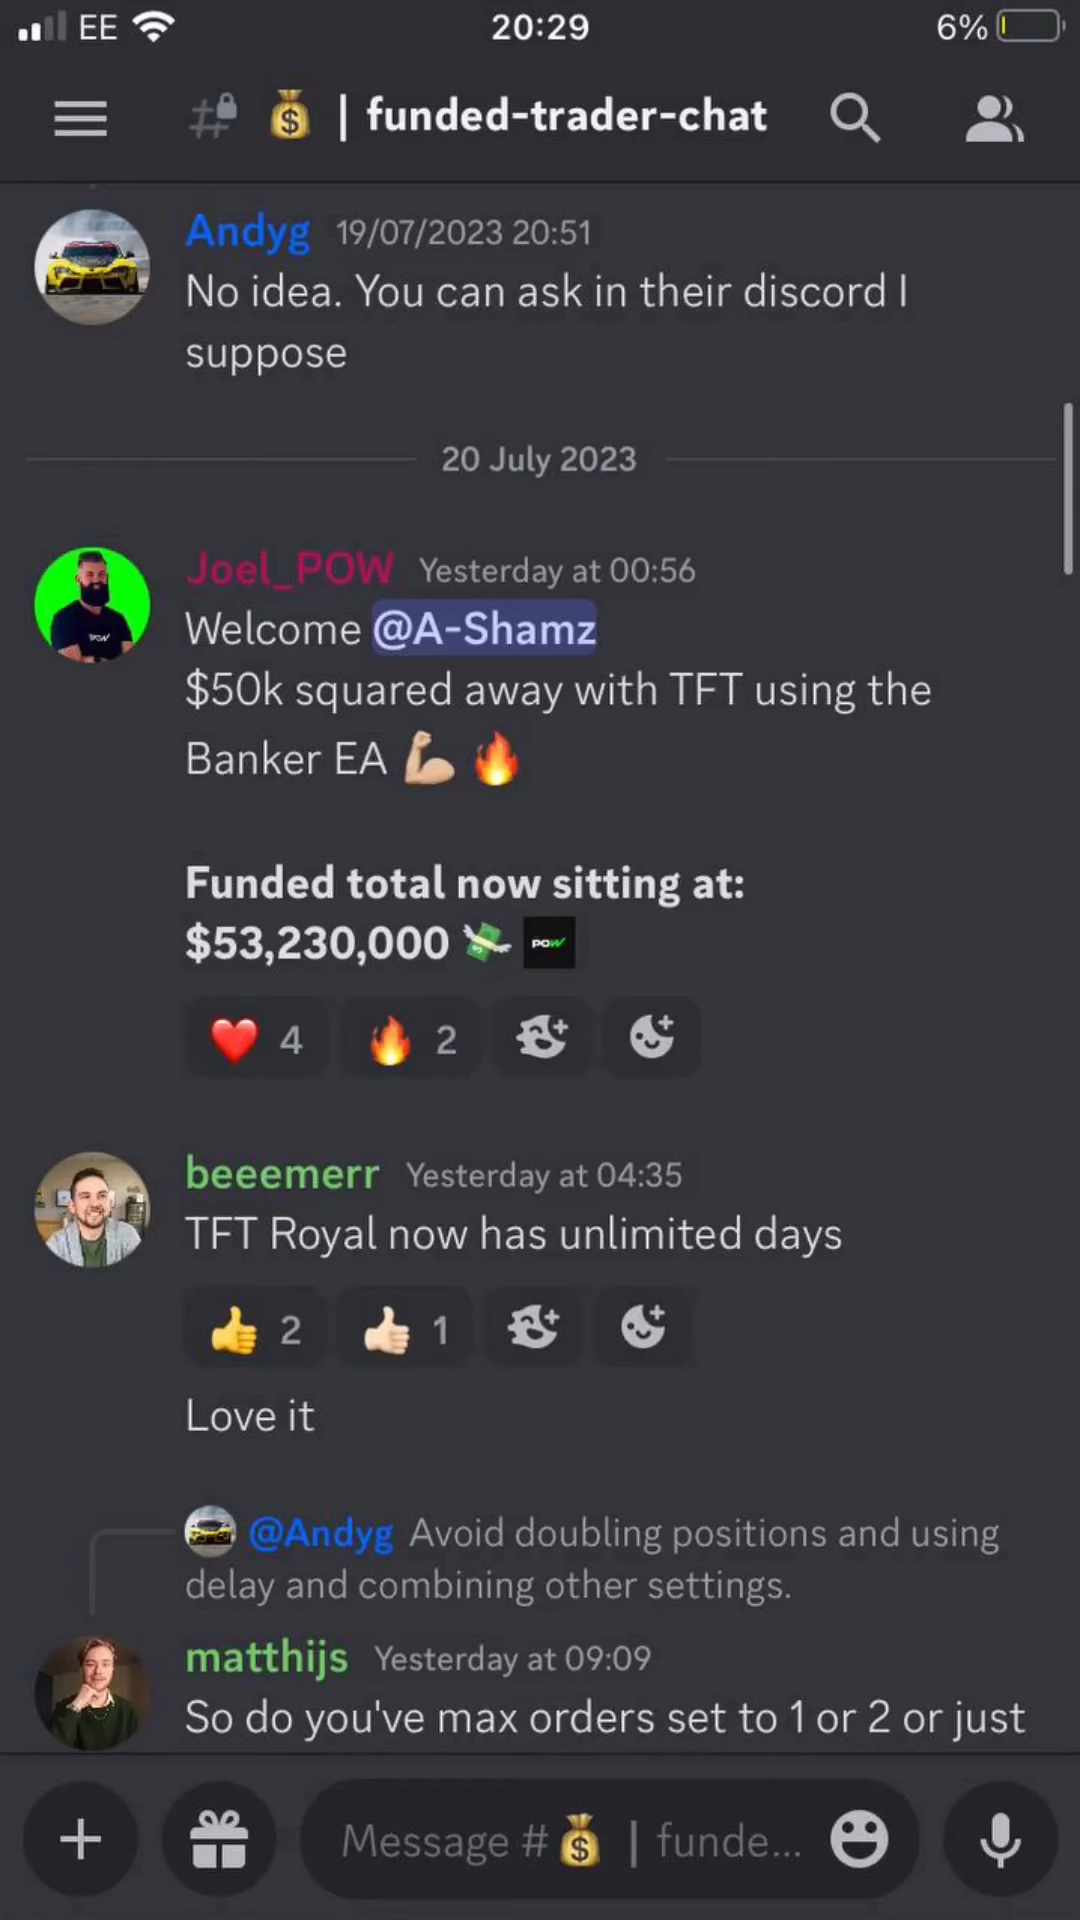 EE
20:29
6%
# 💰 | funded-trader-chat
Andyg 19/07/2023 20:51
No idea. You can ask in their discord I
suppose
20 July 2023
Joel_POW Yesterday at 00:56
Welcome @A-Shamz
$50k squared away with TFT using the
Banker EA 💪🏼 🔥
Funded total now sitting at:
$53,230,000 💸 POW
❤️ 4 🔥 2
beeemerr Yesterday at 04:35
TFT Royal now has unlimited days
👍 2 👍🏻 1
Love it
@Andyg Avoid doubling positions and using
delay and combining other settings.
matthijs Yesterday at 09:09
So do you've max orders set to 1 or 2 or just
Message #💰 | funde...